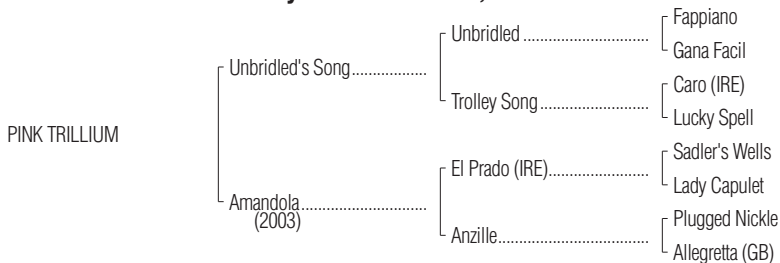 Fappiano
Unbridled
Gana Facil
Unbridled's Song
Caro (IRE)
Trolley Song
Lucky Spell
PINK TRILLIUM
Sadler's Wells
El Prado (IRE)
Lady Capulet
Amandola
(2003)
Plugged Nickle
Anzille
Allegretta (GB)